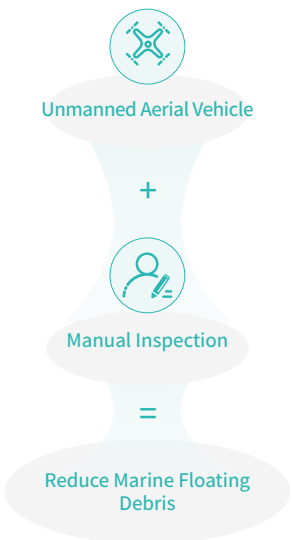 Unmanned Aerial Vehicle
+
Manual Inspection
=
Reduce Marine Floating
Debris